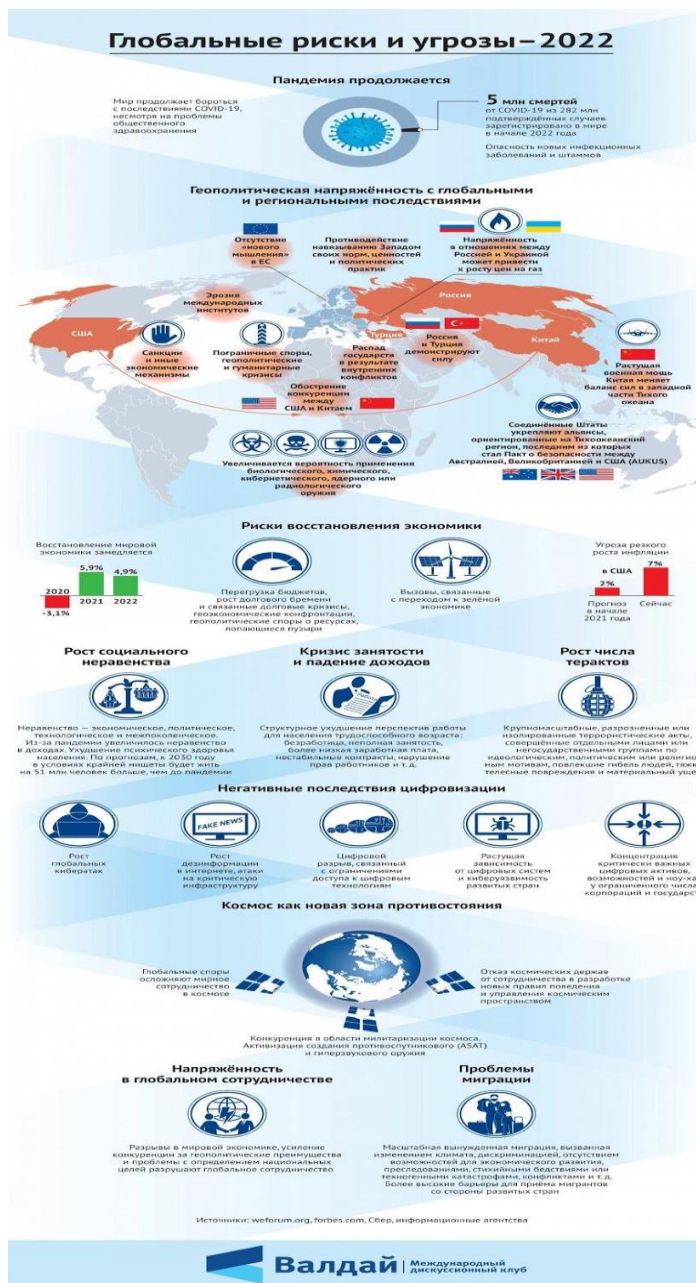 Глобальные риски и угрозы–2022
Пандемия продолжается
Мир продолжает бороться
с последствиями COVID-19,
несмотря на проблемы
общественного
здравоохранения
5 млн смертей
от COVID-19 из 282 млн
подтверждённых случаев
зарегистрировано в мире
в начале 2022 года
Опасность новых инфекционных
заболеваний и штаммов
Геополитическая напряжённость с глобальными
и региональными последствиями
Отсутствие
«нового
мышления»
в ЕС
Противодействие
навязыванию Западом
своих норм, ценностей
и политических
практик
Напряжённость
в отношениях между
Россией и Украиной
может привести
к росту цен на газ
Эрозия
международных
институтов
Россия
США
Турция
Китай
Санкции
и иные
экономические
механизмы
Пограничные споры,
геополитические
и гуманитарные
кризисы
Распад
государств
в результате
внутренних
конфликтов
Россия
и Турция
демонстрируют
силу
Растущая
военная мощь
Китая меняет
баланс сил в западной
части Тихого
океана
Обострение
конкуренции
между
США и Китаем
Соединённые Штаты
укрепляют альянсы,
ориентированные на Тихоокеанский
регион, последним из которых
стал Пакт о безопасности между
Австралией, Великобританией и США (AUKUS)
Увеличивается вероятность применения
биологического, химического,
кибернетического, ядерного или
радиологического
оружия
Риски восстановления экономики
Восстановление мировой
экономики замедляется
5,9%
4,9%
2020
2021
2022
-3,1%
Перегрузка бюджетов,
рост долгового бремени
и связанные долговые кризисы,
геоэкономические конфронтации,
геополитические споры о ресурсах,
лопающиеся пузыри
Вызовы, связанные
с переходом к зелёной
экономике
Угроза резкого
роста инфляции
в США
7%
2%
Прогноз
в начале
2021 года
Сейчас
Рост социального
неравенства
Неравенство — экономическое, политическое,
технологическое и межпоколенческое.
Из-за пандемии увеличилось неравенство
в доходах. Ухудшение психического здоровья
населения. По прогнозам, к 2030 году
в условиях крайней нищеты будет жить
на 51 млн человек больше, чем до пандемии
Кризис занятости
и падение доходов
Структурное ухудшение перспектив работы
для населения трудоспособного возраста:
безработица, неполная занятость,
более низкая заработная плата,
нестабильные контракты, нарушение
прав работников и т.д.
Рост числа
терактов
Крупномасштабные, разрозненные или
изолированные террористические акты,
совершённые отдельными лицами или
негосударственными группами по
идеологическим, политическим или религио
ным мотивам, повлекшие гибель людей, тяжк
телесные повреждения и материальный уще
Негативные последствия цифровизации
FAKE NEWS
Рост
глобальных
кибератак
Рост
дезинформации
в интернете, атаки
на критическую
инфраструктуру
Цифровой
разрыв, связанный
с ограничениями
доступа к цифровым
технологиям
Растущая
зависимость
от цифровых систем
и киберуязвимость
развитых стран
Концентрация
критически важных
цифровых активов,
возможностей и ноу-ха
у ограниченного числа
корпораций и государст
Космос как новая зона противостояния
Глобальные споры
осложняют мирное
сотрудничество
в космосе
Отказ космических держав
от сотрудничества в разработке
новых правил поведения
и управления космическим
пространством
Конкуренция в области милитаризации космоса.
Активизация создания противоспутникового (ASAT)
и гиперзвукового оружия
Напряжённость
в глобальном сотрудничестве
Разрывы в мировой экономике, усиление
конкуренции за геополитические преимущества
и проблемы с определением национальных
целей разрушают глобальное сотрудничество
Проблемы
миграции
Масштабная вынужденная миграция, вызванная
изменением климата, дискриминацией, отсутствием
возможностей для экономического развития,
преследованиями, стихийными бедствиями или
техногенными катастрофами, конфликтами и т.д.
Более высокие барьеры для приёма мигрантов
со стороны развитых стран
Источники: weforum.org, forbes.com, Сбер, информационные агентства
Валдай
Международный
дискуссионный клуб